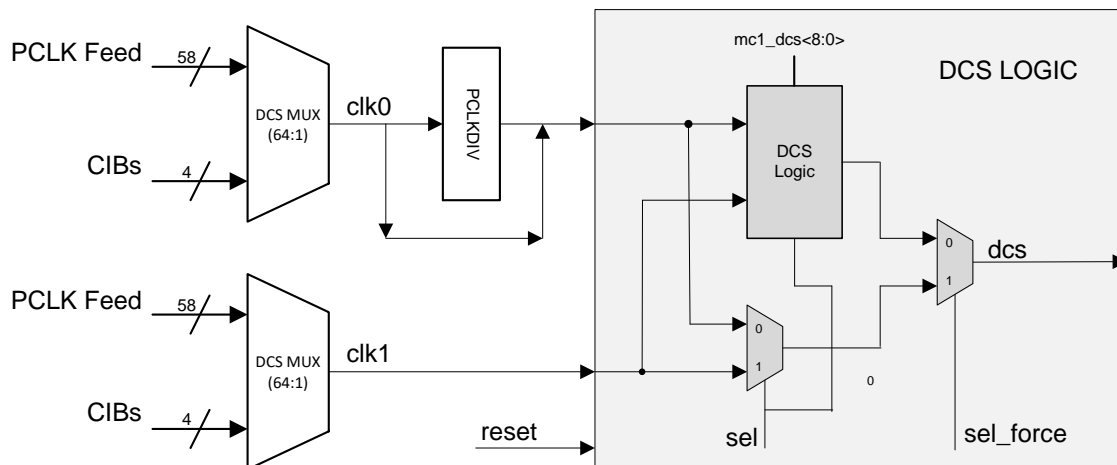 PCLK Feed
58
CIBs
4
DCS MUX
(64:1)
clk0
PCLKDIV
mc1_dcs<8:0>
DCS LOGIC
DCS
Logic
0
1
dcs
0
1
0
sel
sel_force
PCLK Feed
58
CIBs
4
DCS MUX
(64:1)
clk1
reset